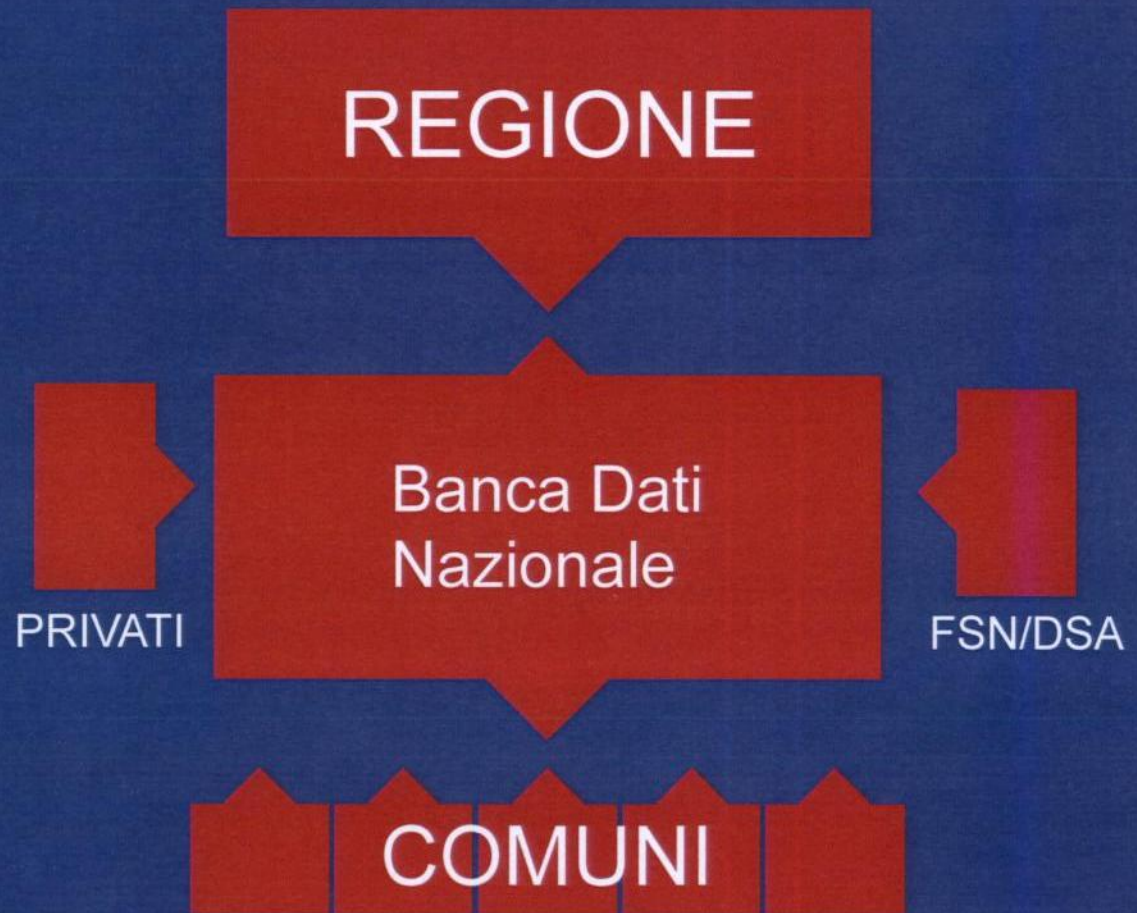 REGIONE
Banca Dati
Nazionale
PRIVATI
FSN/DSA
COMUNI